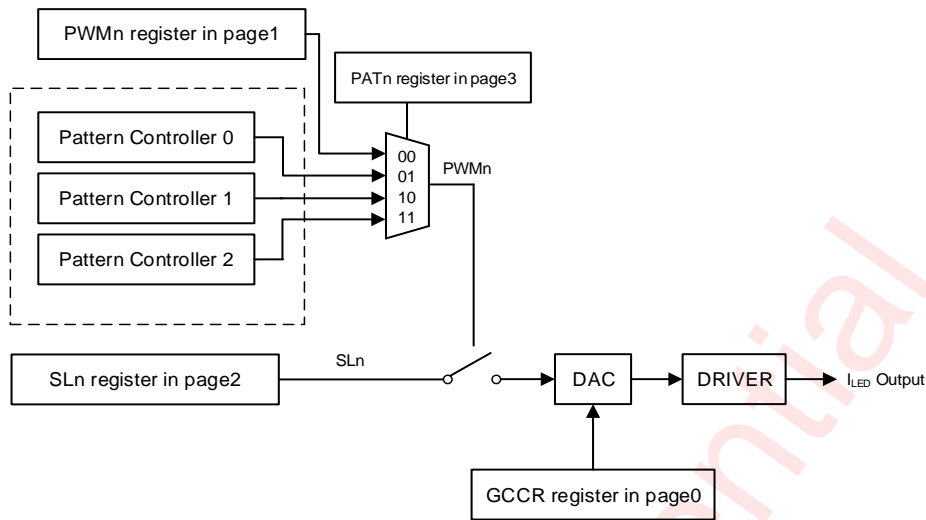 PWMn register in page1
PATn register in page3
Pattern Controller 0
Pattern Controller 1
Pattern Controller 2
00
01
10
11
PWMn
SLn register in page2
SLn
DAC
DRIVER
ILED Output
GCCR register in page0
ential